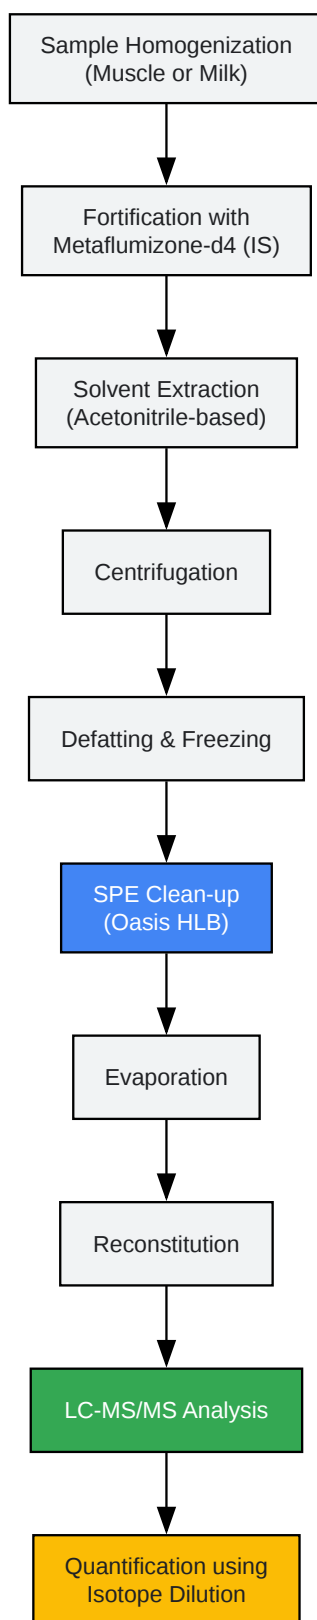 Sample Homogenization
(Muscle or Milk)
Fortification with
Metaflumizone-d4 (IS)
Solvent Extraction
(Acetonitrile-based)
Centrifugation
Defatting & Freezing
SPE Clean-up
(Oasis HLB)
Evaporation
Reconstitution
LC-MS/MS Analysis
Quantification using
Isotope Dilution